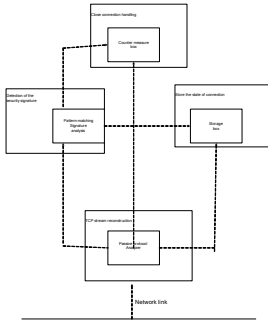 Close connection handling
Counter measure
box
Detection of the
security signature
Store the state of connection
Pattern matching
Signature
analysis
Storage
box
TCP stream reconstruction
Passive protocol
Analyzer
Network link